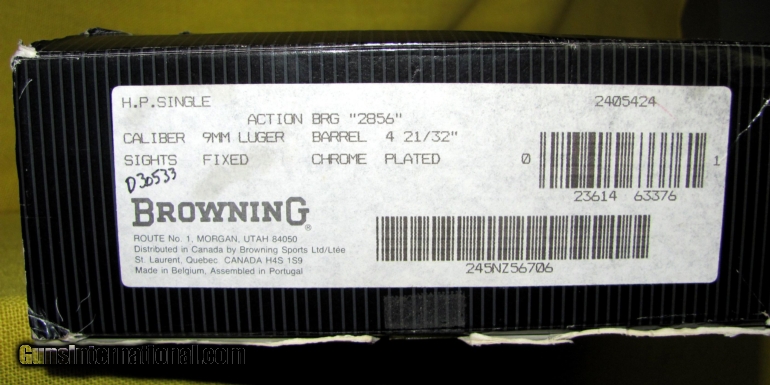 H.P.SINGLE 2405424
ACTION BRG "2856"
CALIBER 9MM LUGER BARREL 4 21/32"
SIGHTS FIXED CHROME PLATED
D30533
0 23614 63376 1
BROWNING®
ROUTE No. 1, MORGAN, UTAH 84050
Distributed in Canada by Browning Sports Ltd/Ltée
St. Laurent, Quebec CANADA H4S 1S9
Made in Belgium, Assembled in Portugal
245NZ56706
GunsInternational.com